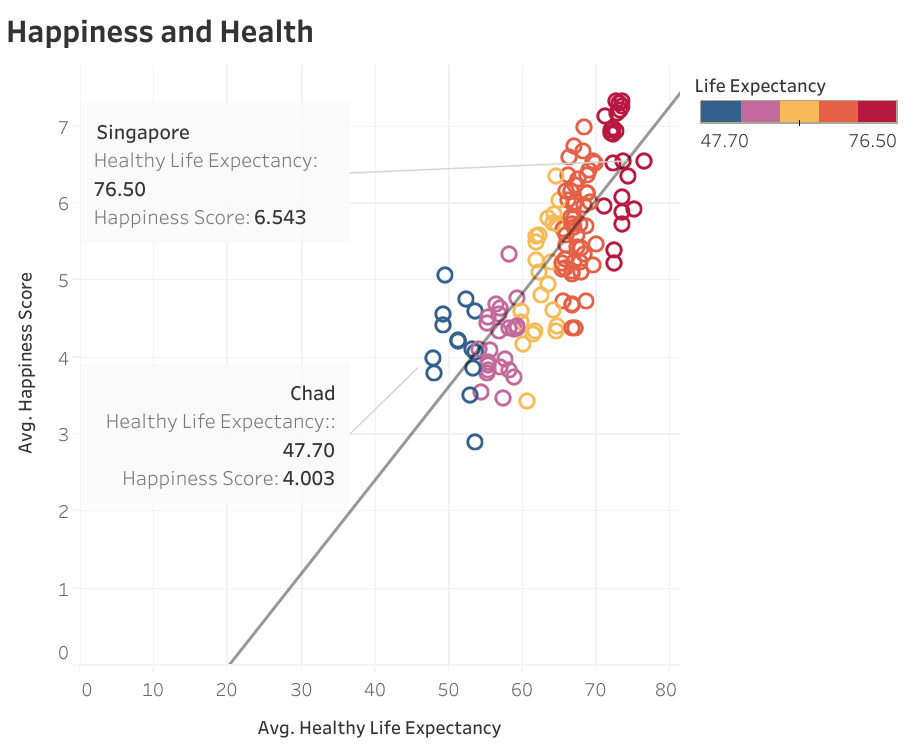 Happiness and Health
Life Expectancy
47.70 76.50
Singapore
Healthy Life Expectancy:
76.50
Happiness Score: 6.543
Chad
Healthy Life Expectancy::
47.70
Happiness Score: 4.003
Avg. Happiness Score
7
6
5
4
3
2
1
0
0 10 20 30 40 50 60 70 80
Avg. Healthy Life Expectancy